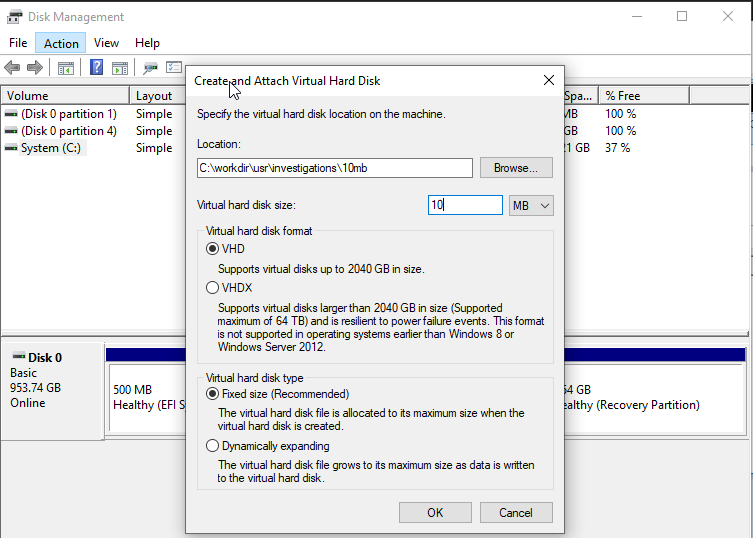 Disk Management
File Action View Help
Volume Layout Spa... % Free
(Disk 0 partition 1) Simple MB 100 %
(Disk 0 partition 4) Simple GB 100 %
System (C:) Simple 21 GB 37 %
Create and Attach Virtual Hard Disk
Specify the virtual hard disk location on the machine.
Location:
C:\workdir\usr\investigations\10mb Browse...
Virtual hard disk size: 10 MB
Virtual hard disk format
VHD
Supports virtual disks up to 2040 GB in size.
VHDX
Supports virtual disks larger than 2040 GB in size (Supported
maximum of 64 TB) and is resilient to power failure events. This format
is not supported in operating systems earlier than Windows 8 or
Windows Server 2012.
Virtual hard disk type
Fixed size (Recommended)
The virtual hard disk file is allocated to its maximum size when the
virtual hard disk is created.
Dynamically expanding
The virtual hard disk file grows to its maximum size as data is written
to the virtual hard disk.
OK Cancel
Disk 0
Basic
953.74 GB
Online
500 MB
Healthy (EFI S
64 GB
ealthy (Recovery Partition)